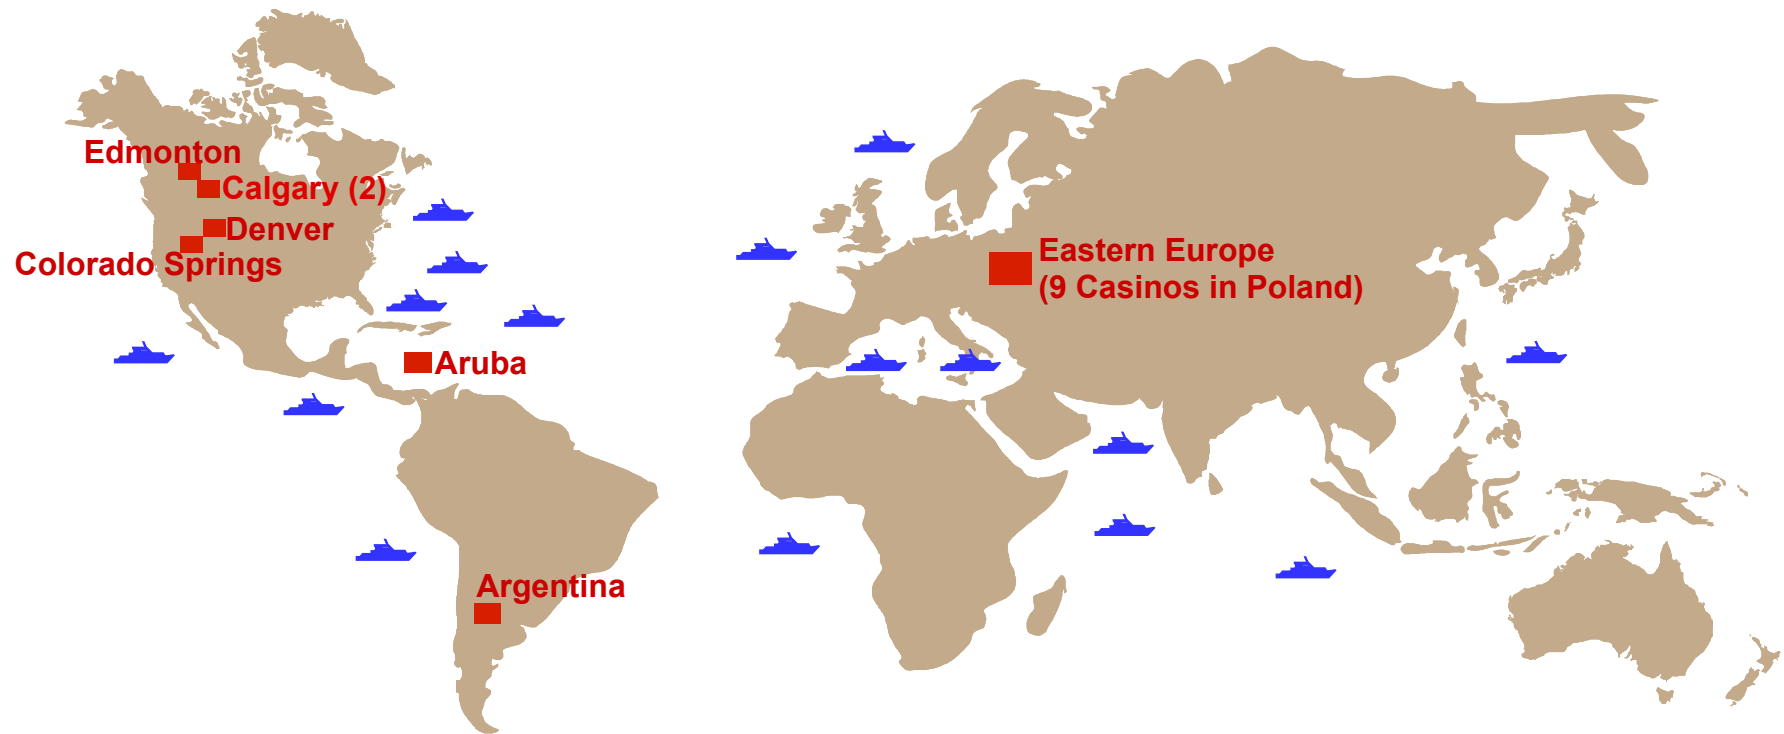 Edmonton
Calgary (2)
Denver
Colorado Springs
Eastern Europe
(9 Casinos in Poland)
Aruba
Argentina